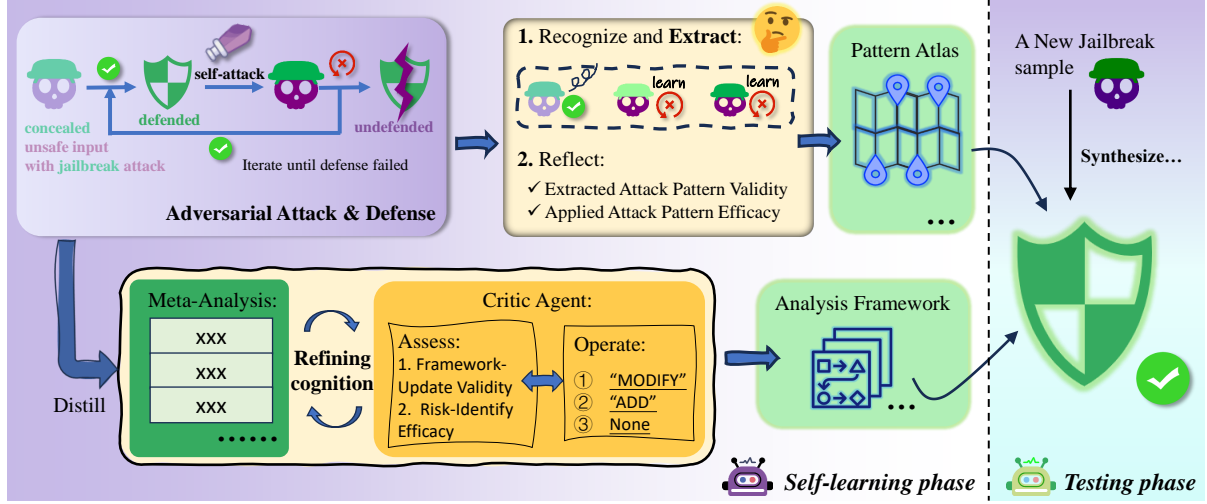 self-attack
concealed
unsafe input
with jailbreak attack
defended
undefended
Iterate until defense failed
Adversarial Attack & Defense
1. Recognize and Extract:
learn
learn
2. Reflect:
✓ Extracted Attack Pattern Validity
✓ Applied Attack Pattern Efficacy
Pattern Atlas
...
A New Jailbreak
sample
Synthesize…
Distill
Meta-Analysis:
XXX
XXX
XXX
......
Refining
cognition
Critic Agent:
Assess:
1. Framework-
Update Validity
2. Risk-Identify
Efficacy
Operate:
① “MODIFY”
② “ADD”
③ None
Analysis Framework
...
Self-learning phase
Testing phase